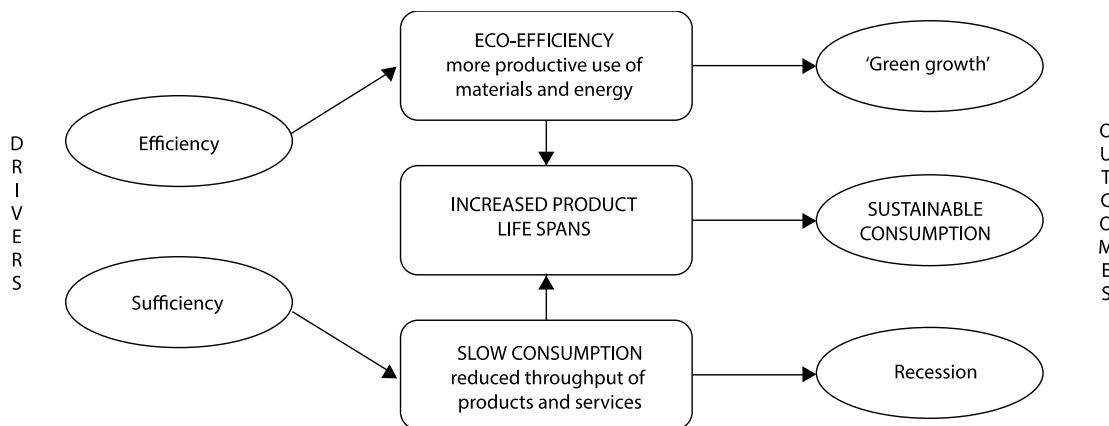 DRIVERS
Efficiency
Sufficiency
ECO-EFFICIENCY
more productive use of
materials and energy
INCREASED PRODUCT
LIFE SPANS
SLOW CONSUMPTION
reduced throughput of
products and services
‘Green growth’
SUSTAINABLE
CONSUMPTION
Recession
OUTCOMES